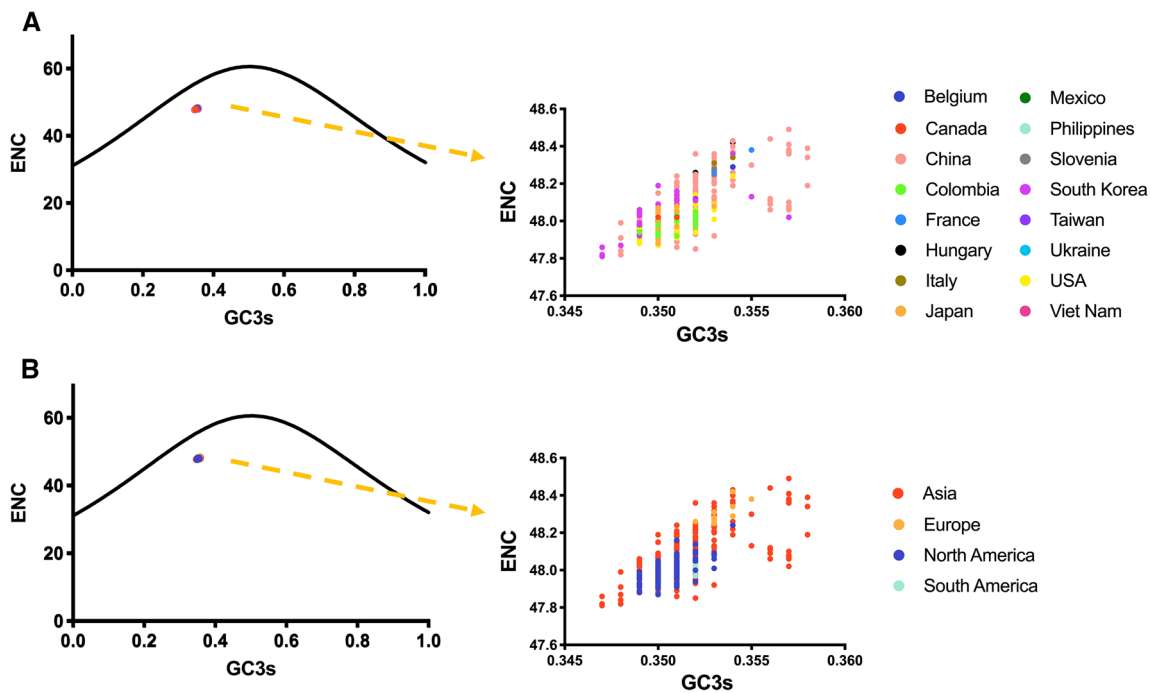 A
60
40
20
0
ENC
0.0 0.2 0.4 0.6 0.8 1.0
GC3s
48.6
48.4
48.2
48.0
47.8
47.6
ENC
0.345 0.350 0.355 0.360
GC3s
Belgium
Canada
China
Colombia
France
Hungary
Italy
Japan
Mexico
Philippines
Slovenia
South Korea
Taiwan
Ukraine
USA
Viet Nam
B
60
40
20
0
ENC
0.0 0.2 0.4 0.6 0.8 1.0
GC3s
48.6
48.4
48.2
48.0
47.8
47.6
ENC
0.345 0.350 0.355 0.360
GC3s
Asia
Europe
North America
South America